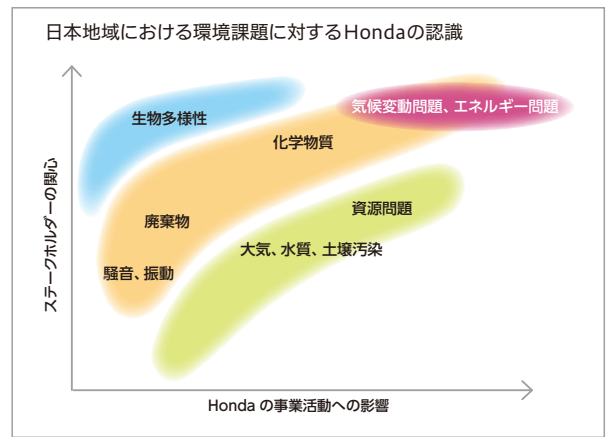 日本地域における環境課題に対するHondaの認識
ステークホルダーの関心
生物多様性
気候変動問題、エネルギー問題
化学物質
資源問題
廃棄物
大気、水質、土壌汚染
騒音、振動
Honda の事業活動への影響